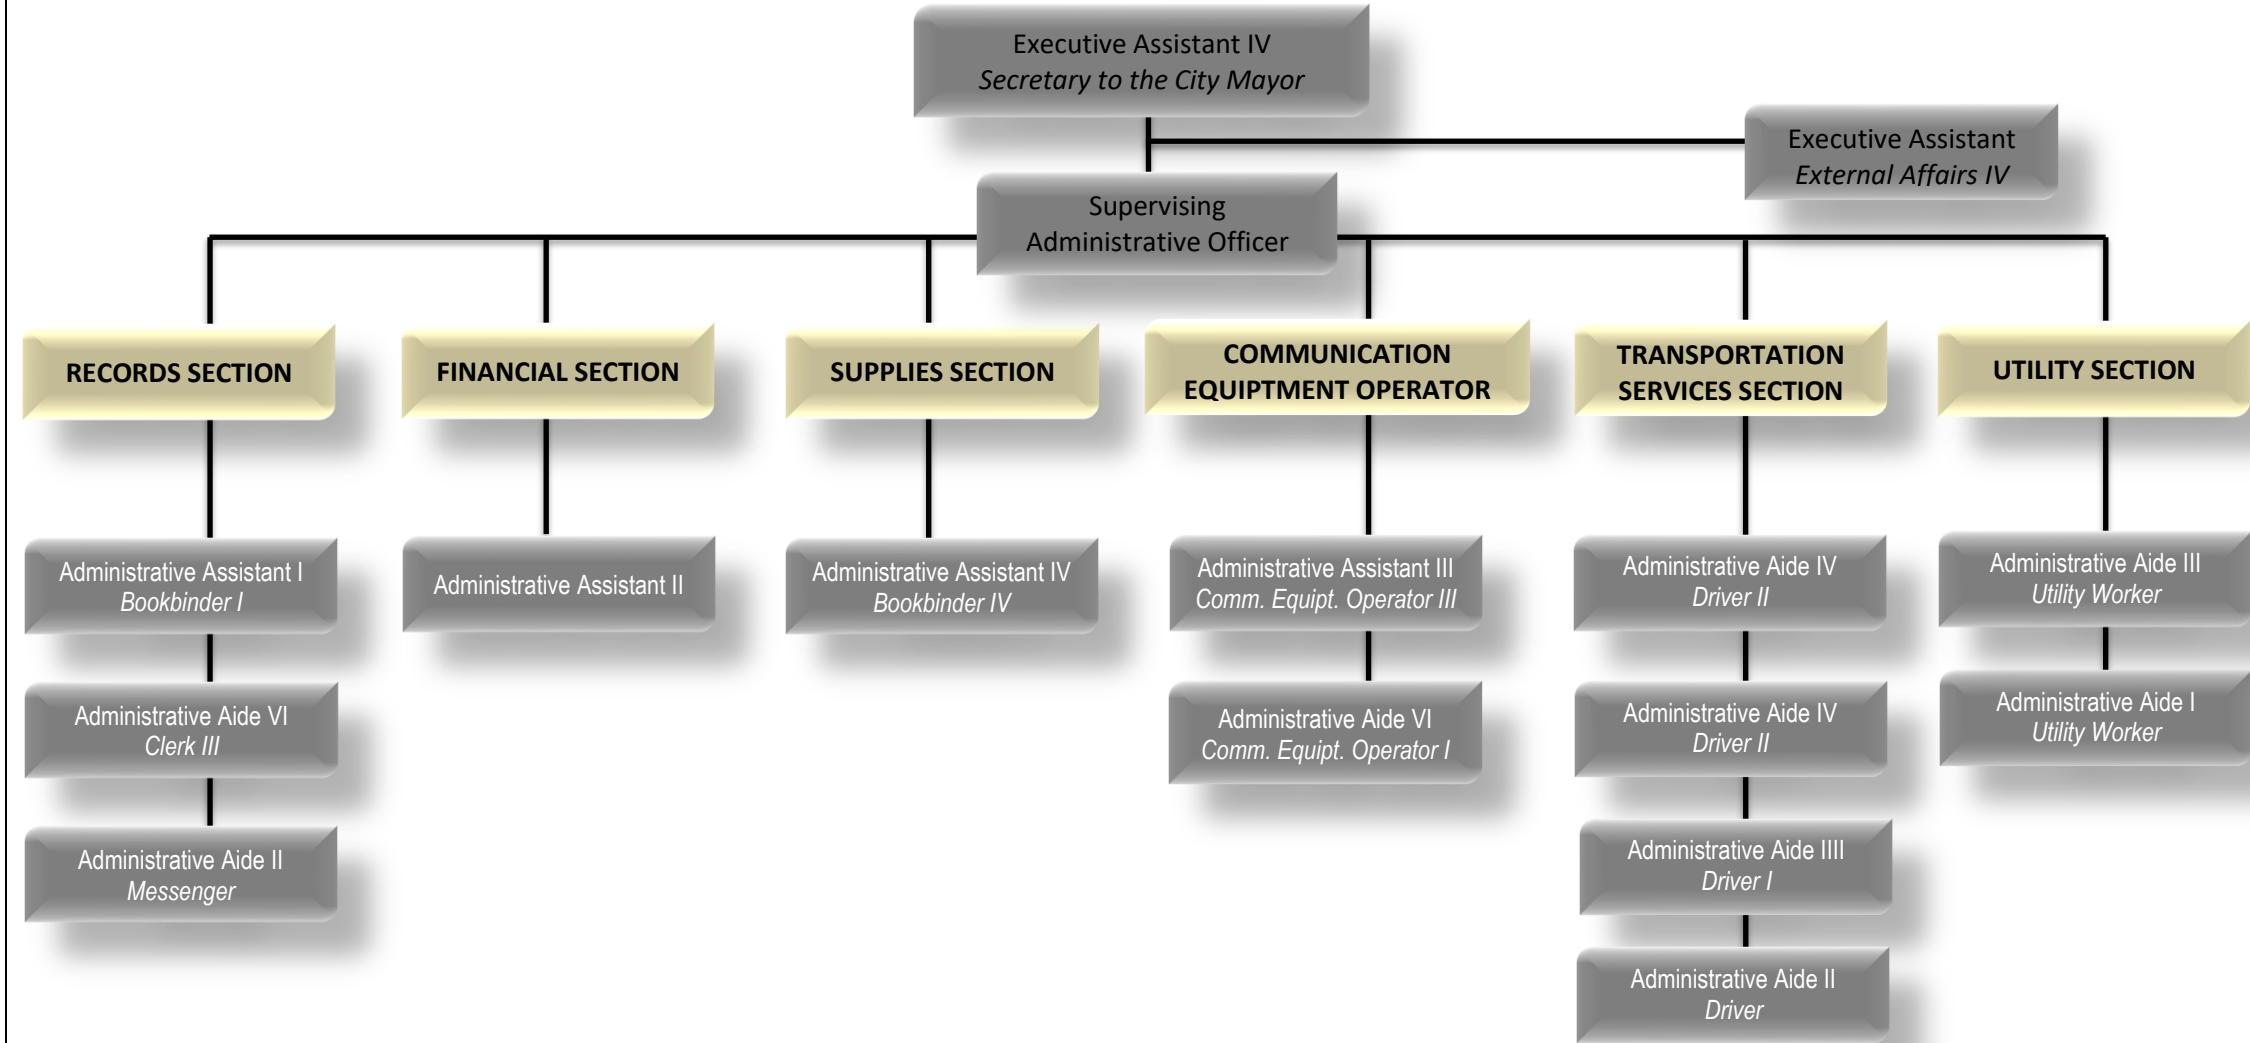 Executive Assistant IV
Secretary to the City Mayor
Executive Assistant
External Affairs IV
Supervising
Administrative Officer
RECORDS SECTION
FINANCIAL SECTION
SUPPLIES SECTION
COMMUNICATION
EQUIPTMENT OPERATOR
TRANSPORTATION
SERVICES SECTION
UTILITY SECTION
Administrative Assistant I
Bookbinder I
Administrative Assistant II
Administrative Assistant IV
Bookbinder IV
Administrative Assistant III
Comm. Equipt. Operator III
Administrative Aide IV
Driver II
Administrative Aide III
Utility Worker
Administrative Aide VI
Clerk III
Administrative Aide VI
Comm. Equipt. Operator I
Administrative Aide IV
Driver II
Administrative Aide I
Utility Worker
Administrative Aide II
Messenger
Administrative Aide IIII
Driver I
Administrative Aide II
Driver